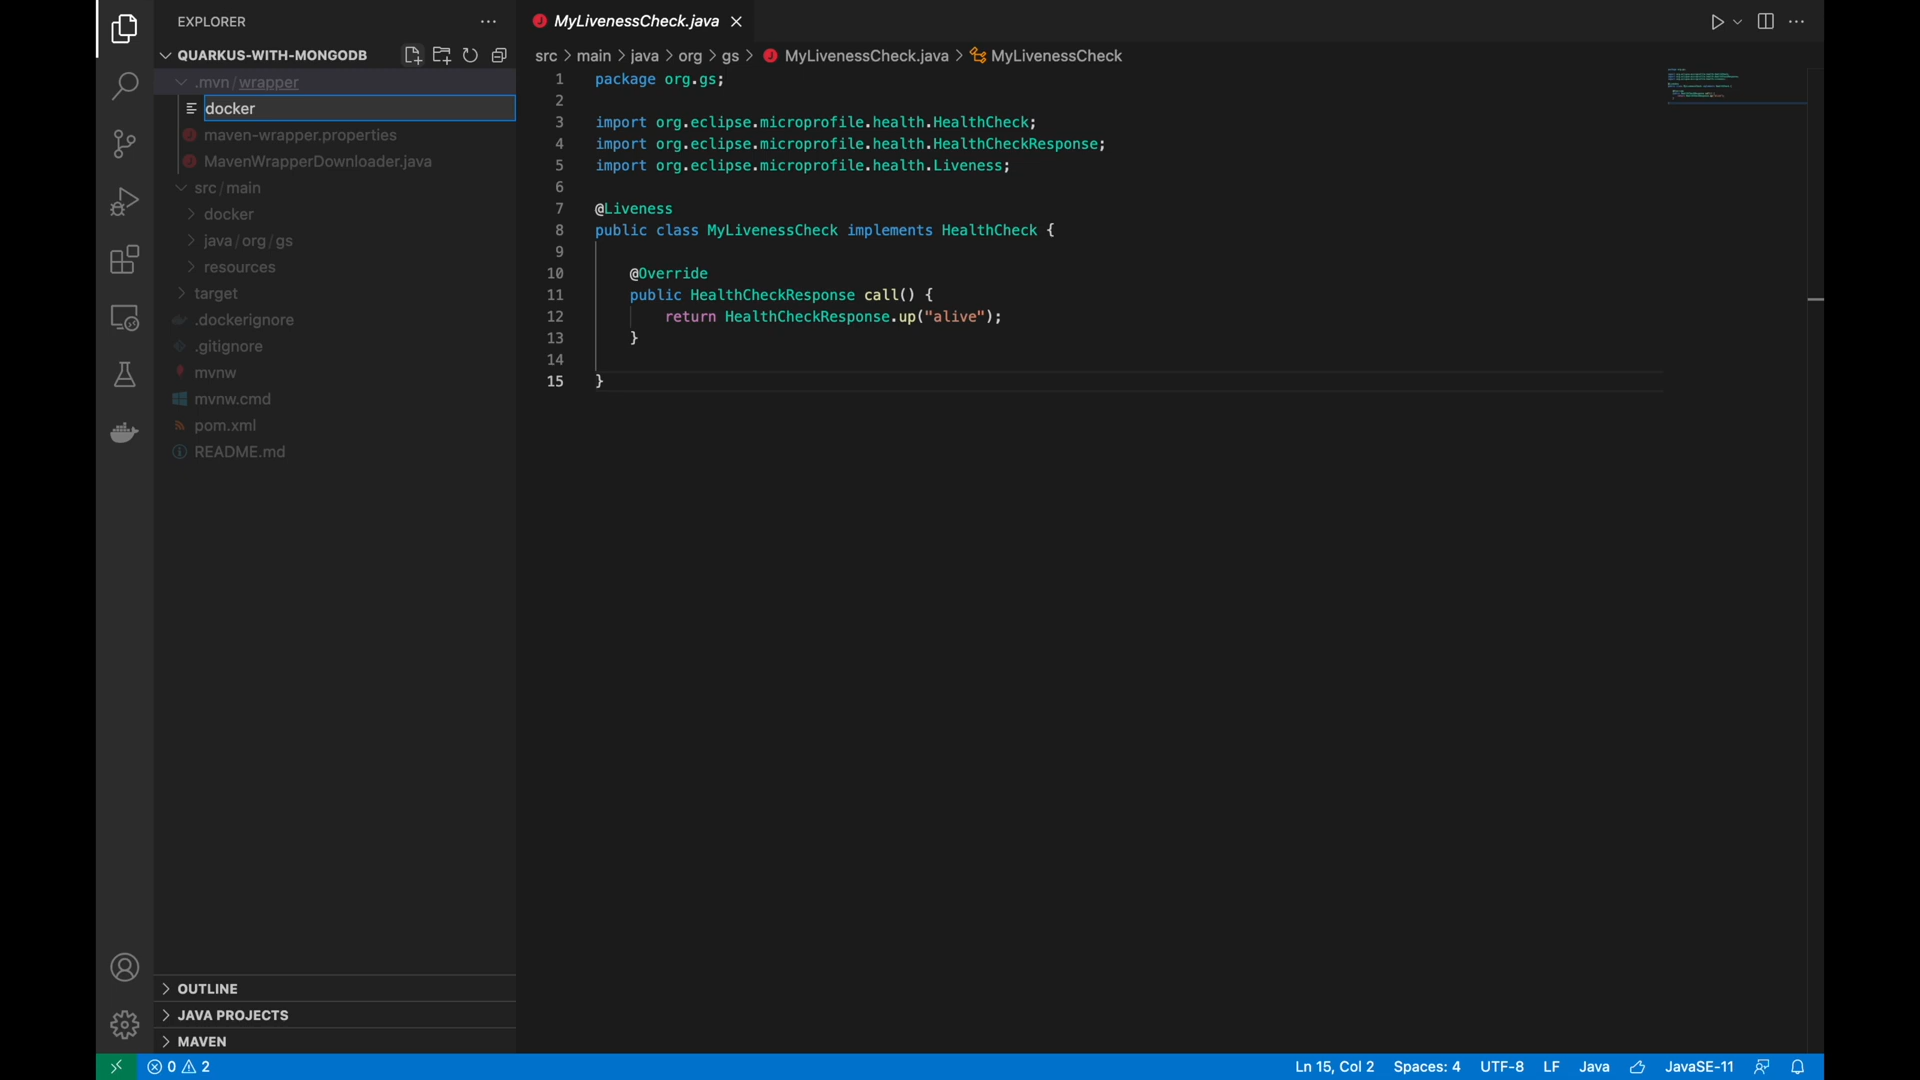 EXPLORER
QUARKUS-WITH-MONGODB
.mvn/wrapper
docker
maven-wrapper.properties
MavenWrapperDownloader.java
src/main
docker
java/org/gs
resources
target
.dockerignore
.gitignore
mvnw
mvnw.cmd
pom.xml
README.md
OUTLINE
JAVA PROJECTS
MAVEN
MyLivenessCheck.java
src > main > java > org > gs > MyLivenessCheck.java > MyLivenessCheck
1 package org.gs;
2
3 import org.eclipse.microprofile.health.HealthCheck;
4 import org.eclipse.microprofile.health.HealthCheckResponse;
5 import org.eclipse.microprofile.health.Liveness;
6
7 @Liveness
8 public class MyLivenessCheck implements HealthCheck {
9
10 @Override
11 public HealthCheckResponse call() {
12 return HealthCheckResponse.up("alive");
13 }
14
15 }
0 2
Ln 15, Col 2 Spaces: 4 UTF-8 LF Java JavaSE-11